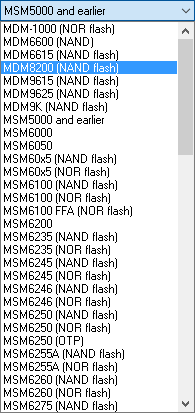 MSM5000 and earlier
MDM-1000 (NOR flash)
MDM6600 (NAND)
MDM6615 (NAND flash)
MDM8200 (NAND flash)
MDM9615 (NAND flash)
MDM9625 (NAND flash)
MDM9K (NAND flash)
MSM5000 and earlier
MSM6000
MSM6050
MSM60x5 (NAND flash)
MSM60x5 (NOR flash)
MSM6100 (NAND flash)
MSM6100 (NOR flash)
MSM6100 FFA (NOR flash)
MSM6200
MSM6235 (NAND flash)
MSM6235 (NOR flash)
MSM6245 (NAND flash)
MSM6245 (NOR flash)
MSM6246 (NAND flash)
MSM6246 (NOR flash)
MSM6250 (NAND flash)
MSM6250 (NOR flash)
MSM6250 (OTP)
MSM6255A (NAND flash)
MSM6255A (NOR flash)
MSM6260 (NAND flash)
MSM6260 (NOR flash)
MSM6275 (NAND flash)